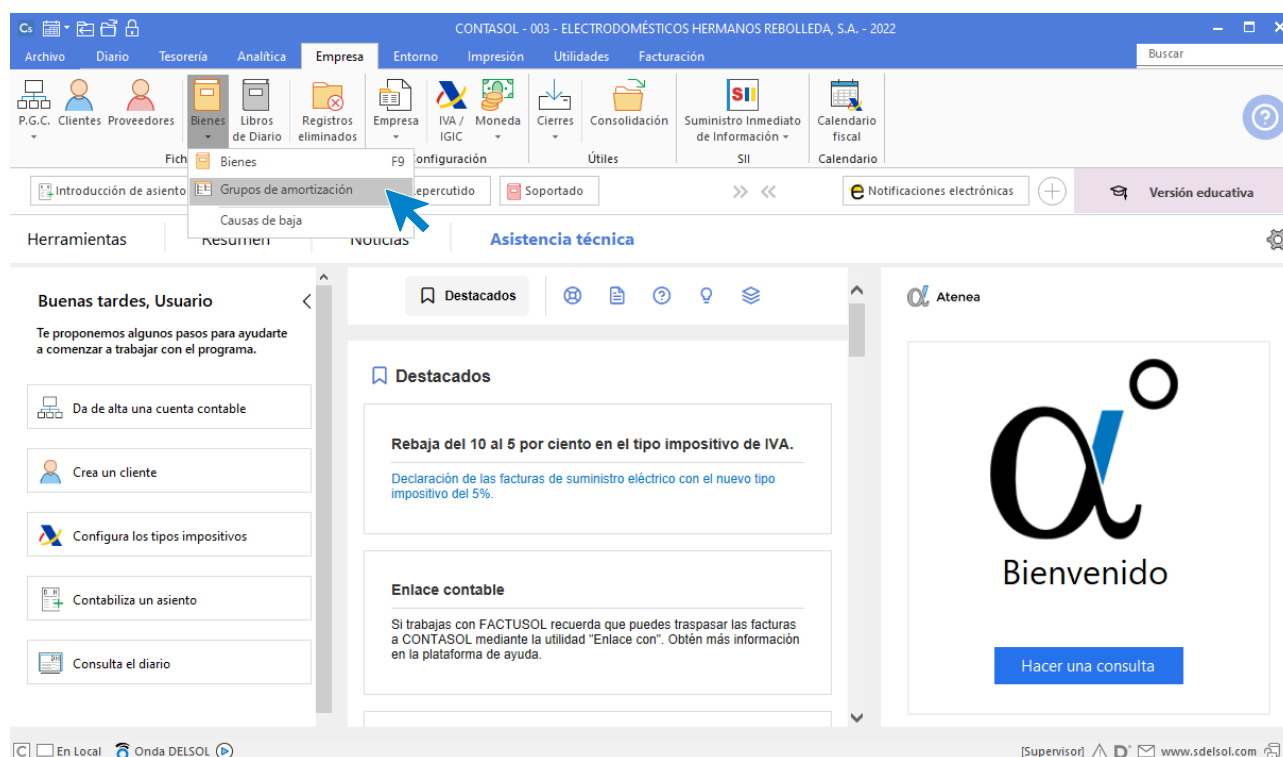 Cs
CONTASOL - 003 - ELECTRODOMÉSTICOS HERMANOS REBOLLEDA, S.A. - 2022
Archivo Diario Tesorería Analítica Empresa Entorno Impresión Utilidades Facturación Buscar
P.G.C. Clientes Proveedores Bienes Libros de Diario Registros eliminados Empresa IVA / IGIC Moneda Cierres Consolidación Suministro Inmediato de Información Calendario fiscal
SII
Fich
onfiguración Útiles SII Calendario
Bienes F9
Grupos de amortización
Causas de baja
Introducción de asiento epercutido Soportado Notificaciones electrónicas Versión educativa
Herramientas Resumen Noticias Asistencia técnica
Buenas tardes, Usuario
Te proponemos algunos pasos para ayudarte
a comenzar a trabajar con el programa.
Da de alta una cuenta contable
Crea un cliente
Configura los tipos impositivos
Contabiliza un asiento
Consulta el diario
Destacados
Destacados
Rebaja del 10 al 5 por ciento en el tipo impositivo de IVA.
Declaración de las facturas de suministro eléctrico con el nuevo tipo
impositivo del 5%.
Enlace contable
Si trabajas con FACTUSOL recuerda que puedes traspasar las facturas
a CONTASOL mediante la utilidad "Enlace con". Obtén más información
en la plataforma de ayuda.
Atenea
Bienvenido
Hacer una consulta
C En Local Onda DELSOL [Supervisor] D www.sdelsol.com